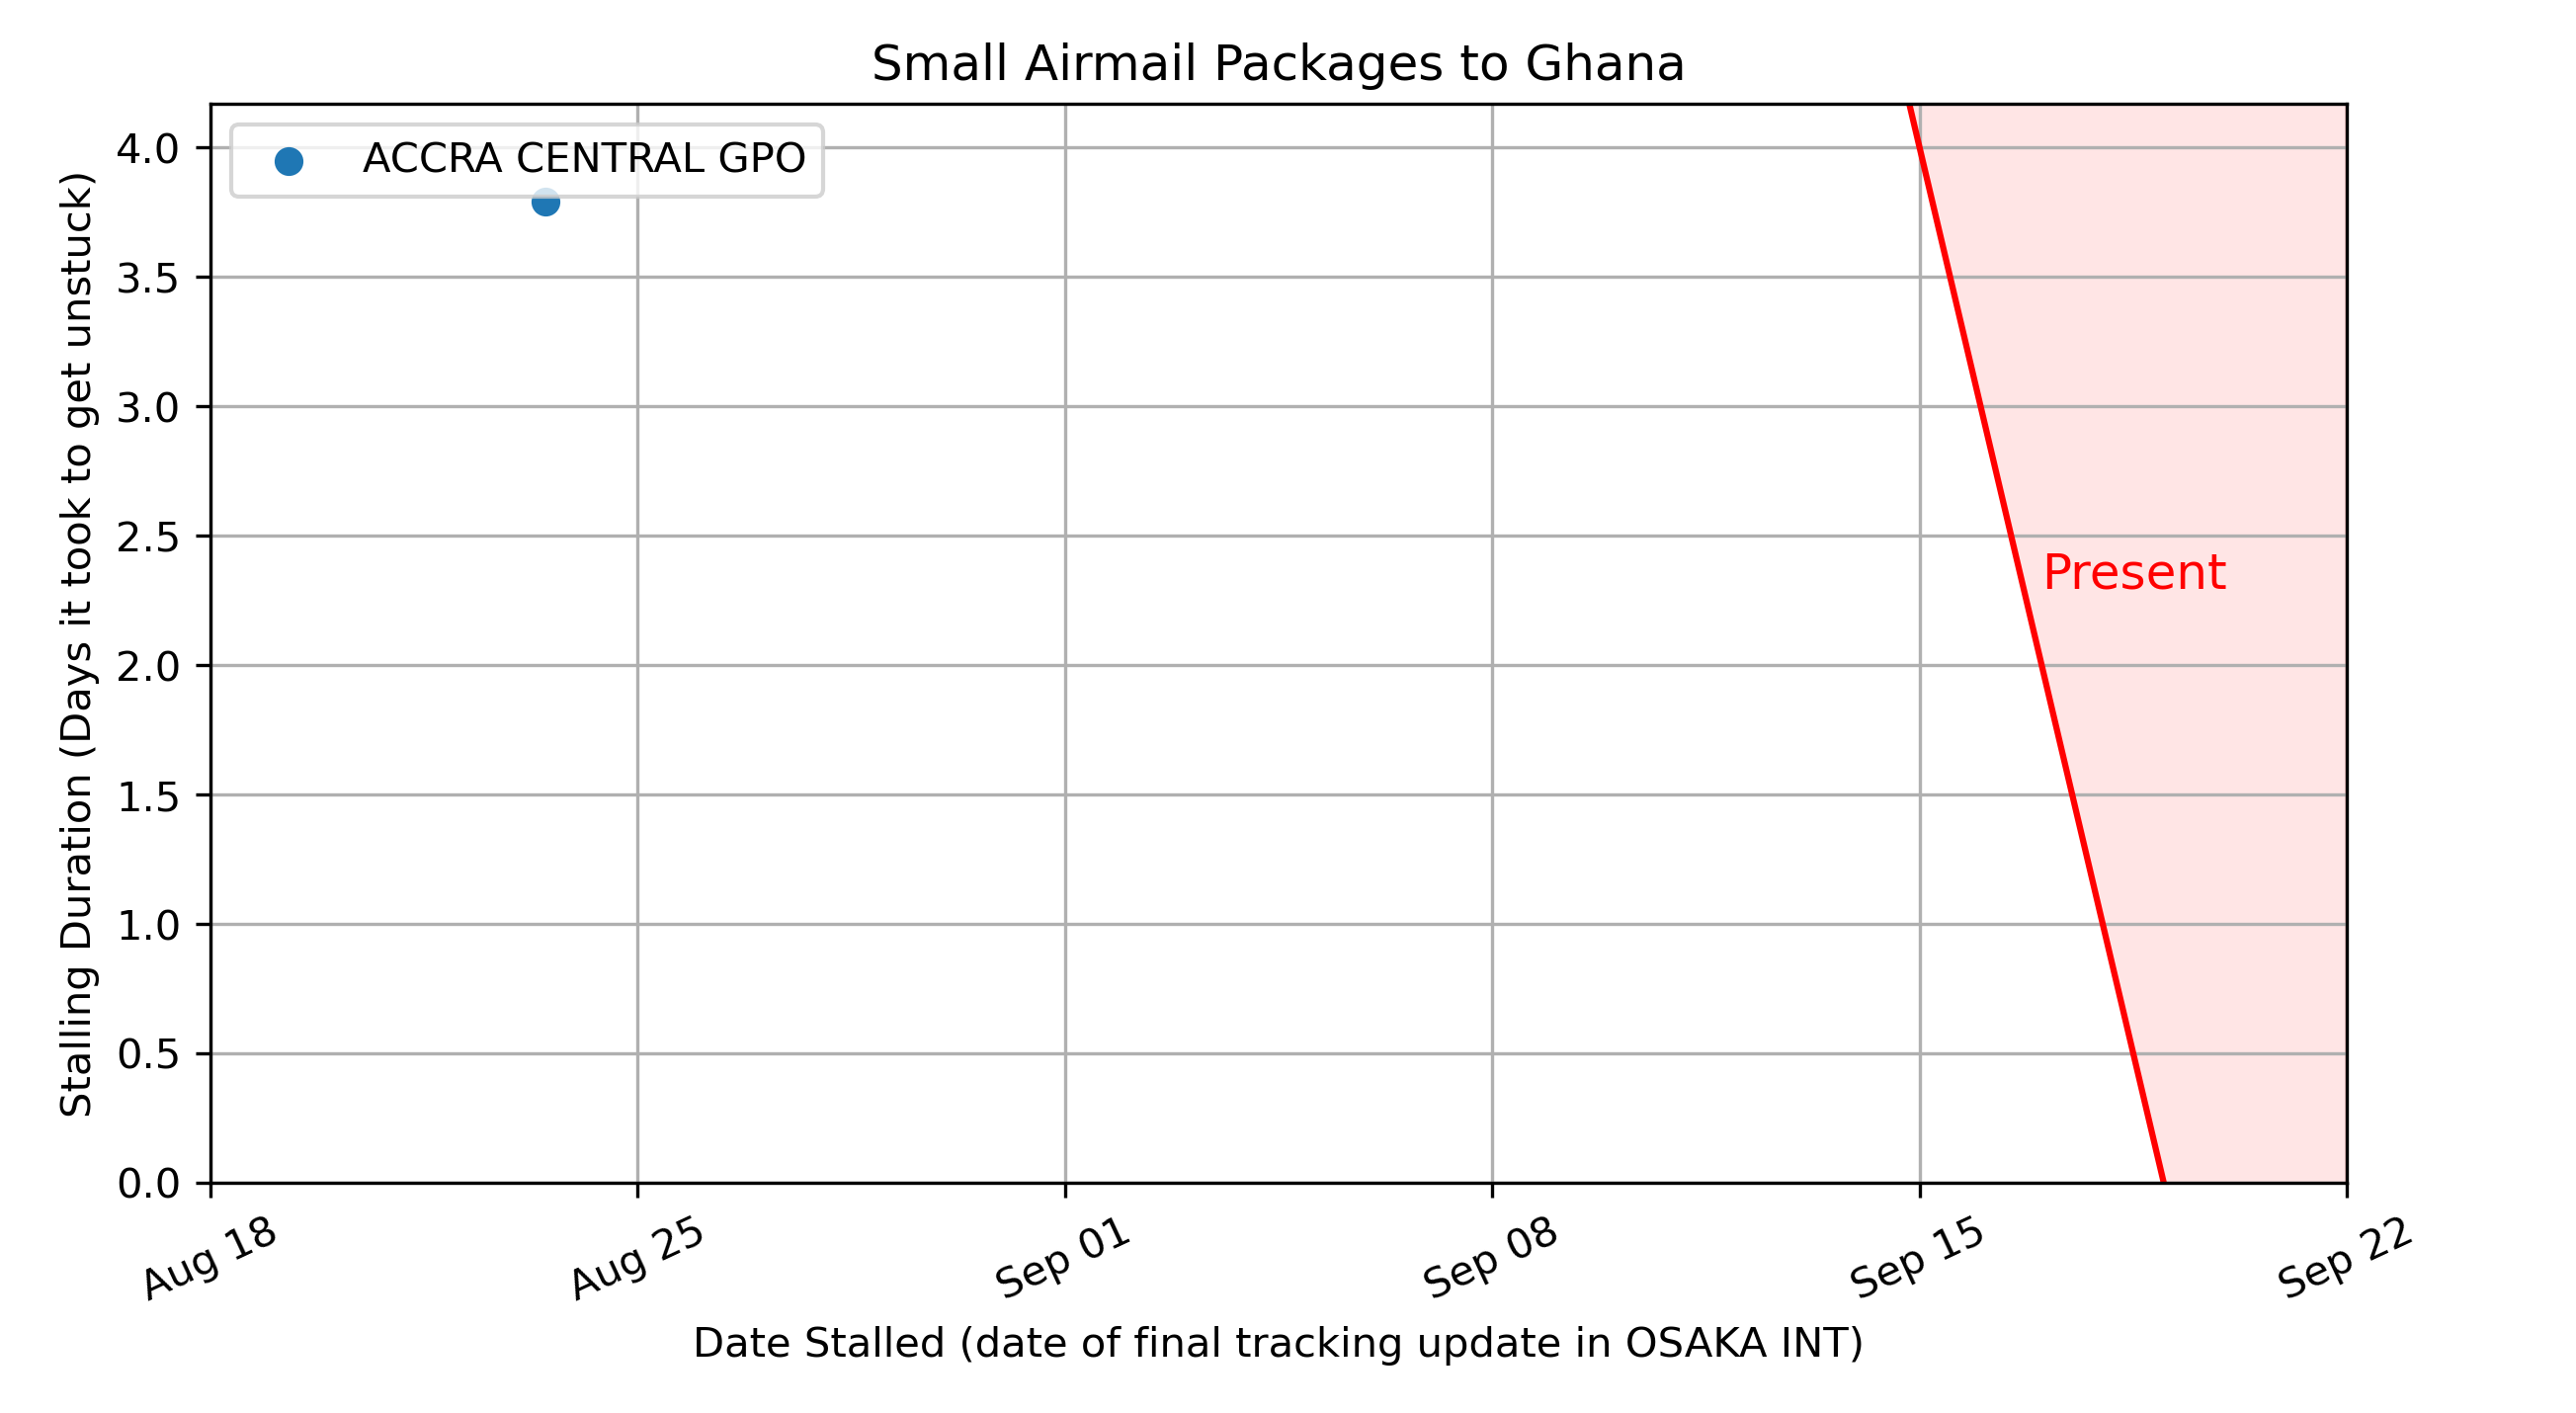 Small Airmail Packages to Ghana
ACCRA CENTRAL GPO
Stalling Duration (Days it took to get unstuck)
4.0
3.5
3.0
2.5
2.0
1.5
1.0
0.5
0.0
Present
Aug 18
Aug 25
Sep 01
Sep 08
Sep 15
Sep 22
Date Stalled (date of final tracking update in OSAKA INT)